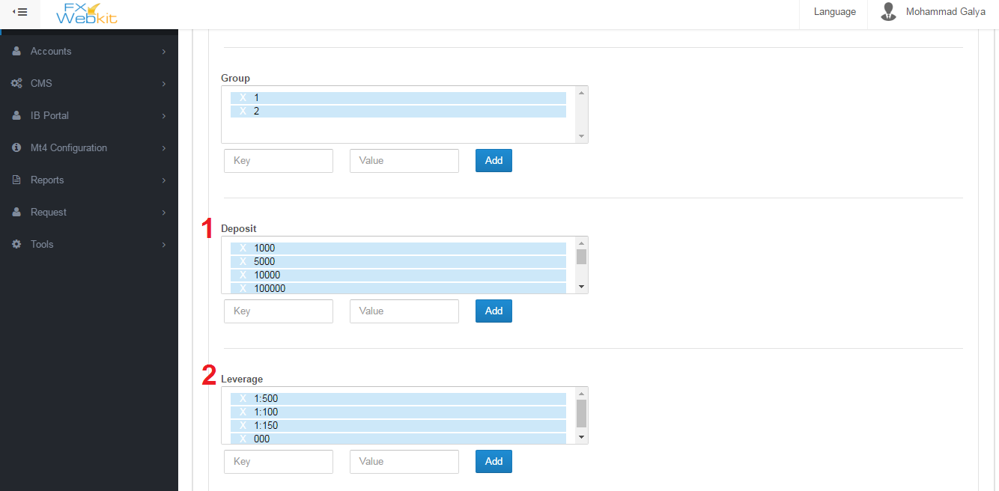 FX
Webkit
Language
Mohammad Galya
Accounts
CMS
IB Portal
Mt4 Configuration
Reports
Request
Tools
Group
X 1
X 2
Key Value Add
1 Deposit
X 1000
X 5000
X 10000
X 100000
Key Value Add
2 Leverage
X 1:500
X 1:100
X 1:150
X 000
Key Value Add